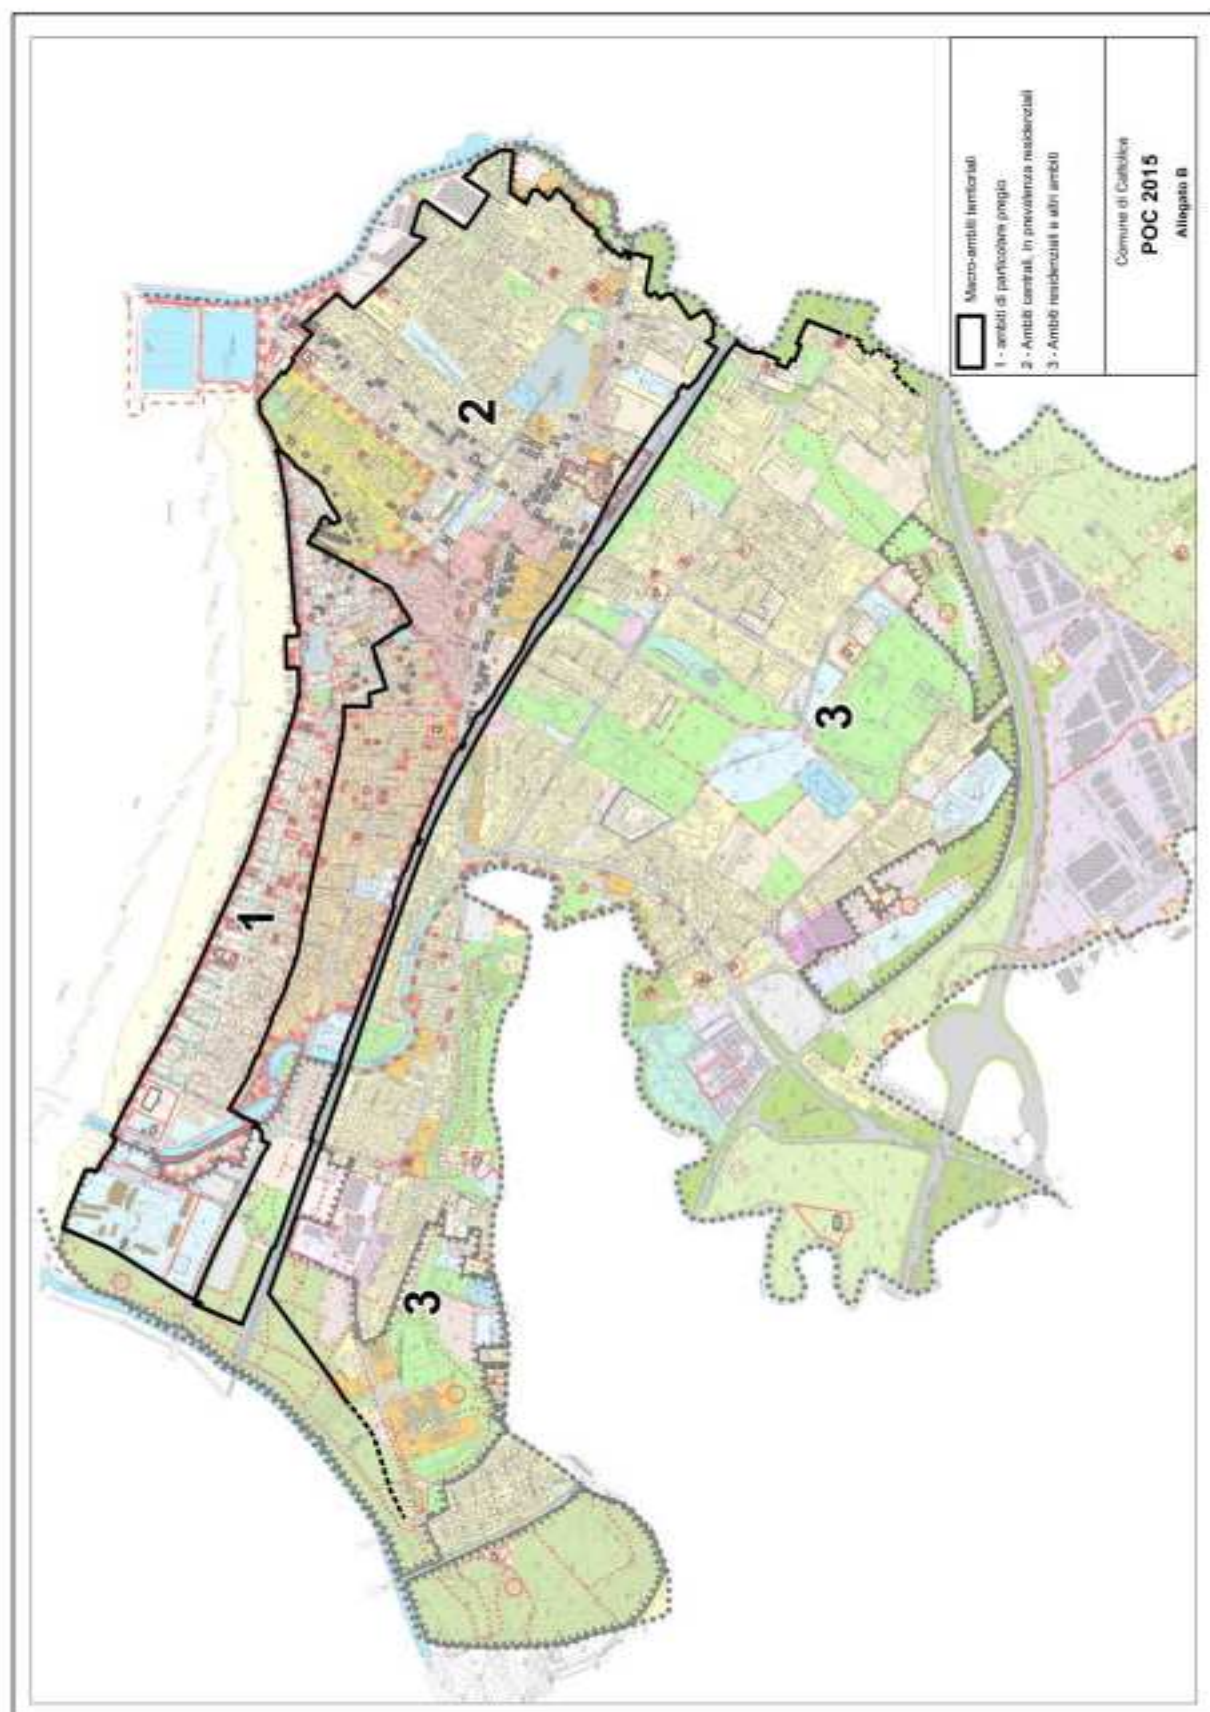 Macro-ambiti territoriali
1 - ambiti di particolare pregio
2 - Ambiti centrali, in prevalenza residenziali
3 - Ambiti residenziali e altri ambiti
Comune di Cattolica
POC 2015
Allegato B
1
2
3
3